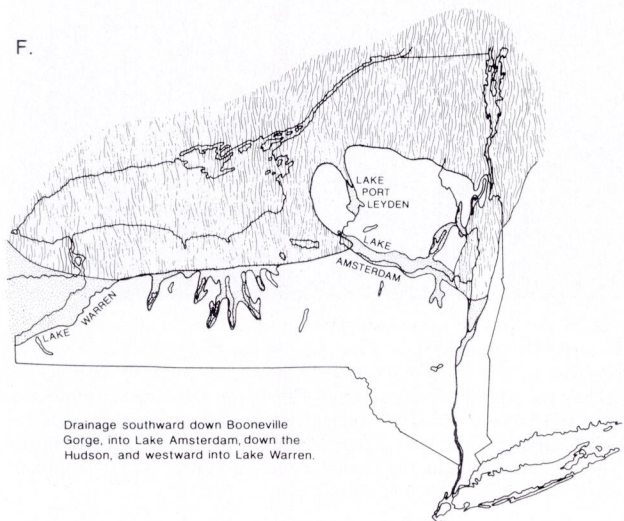 F.
LAKE
PORT
LEYDEN
LAKE
AMSTERDAM
LAKE WARREN
Drainage southward down Booneville
Gorge, into Lake Amsterdam, down the
Hudson, and westward into Lake Warren.